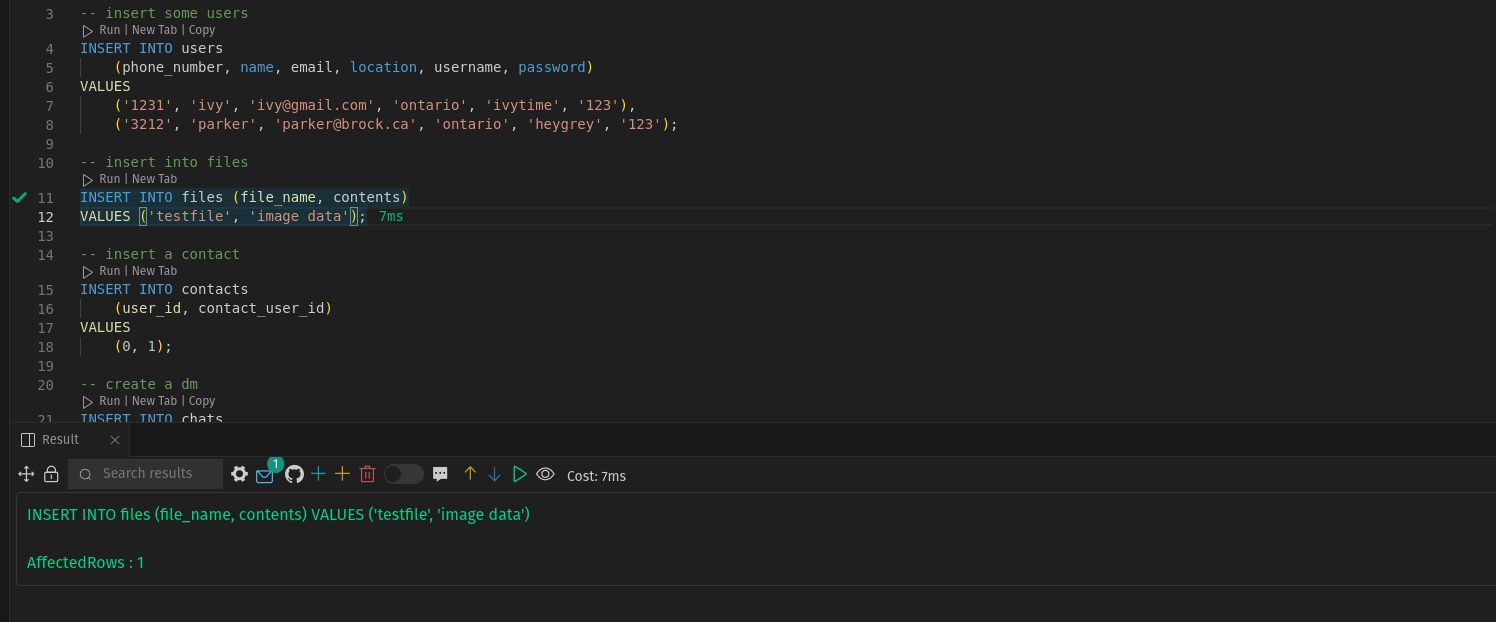 3 -- insert some users
Run | New Tab | Copy
4 INSERT INTO users
5 (phone_number, name, email, location, username, password)
6 VALUES
7 ('1231', 'ivy', 'ivy@gmail.com', 'ontario', 'ivytime', '123'),
8 ('3212', 'parker', 'parker@brock.ca', 'ontario', 'heygrey', '123');
9
10 -- insert into files
Run | New Tab
11 INSERT INTO files (file_name, contents)
12 VALUES ('testfile', 'image data'); 7ms
13
14 -- insert a contact
Run | New Tab
15 INSERT INTO contacts
16 (user_id, contact_user_id)
17 VALUES
18 (0, 1);
19
20 -- create a dm
Run | New Tab | Copy
21 INSERT INTO chats
Result
Search results 1 Cost: 7ms
INSERT INTO files (file_name, contents) VALUES ('testfile', 'image data')
AffectedRows : 1